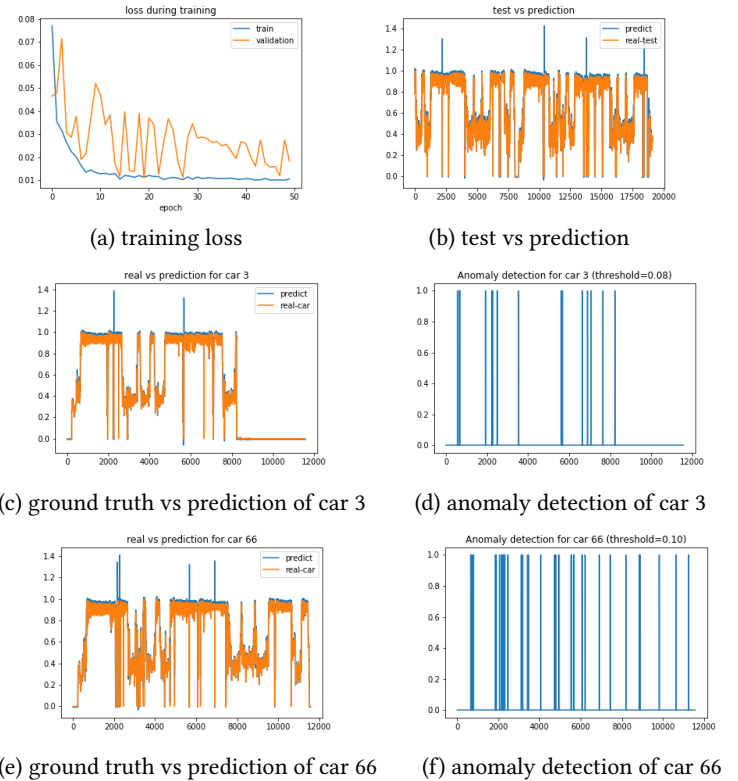 loss during training
0.08
0.07
0.06
0.05
0.04
0.03
0.02
0.01
train
validation
0 10 20 30 40 50
epoch
(a) training loss
test vs prediction
1.4
1.2
1.0
0.8
0.6
0.4
0.2
0.0
predict
real-test
0 2500 5000 7500 10000 12500 15000 17500 20000
(b) test vs prediction
real vs prediction for car 3
1.4
1.2
1.0
0.8
0.6
0.4
0.2
0.0
predict
real-car
0 2000 4000 6000 8000 10000 12000
(c) ground truth vs prediction of car 3
Anomaly detection for car 3 (threshold=0.08)
1.0
0.8
0.6
0.4
0.2
0.0
0 2000 4000 6000 8000 10000 12000
(d) anomaly detection of car 3
real vs prediction for car 66
1.4
1.2
1.0
0.8
0.6
0.4
0.2
0.0
predict
real-car
0 2000 4000 6000 8000 10000 12000
(e) ground truth vs prediction of car 66
Anomaly detection for car 66 (threshold=0.10)
1.0
0.8
0.6
0.4
0.2
0.0
0 2000 4000 6000 8000 10000 12000
(f) anomaly detection of car 66